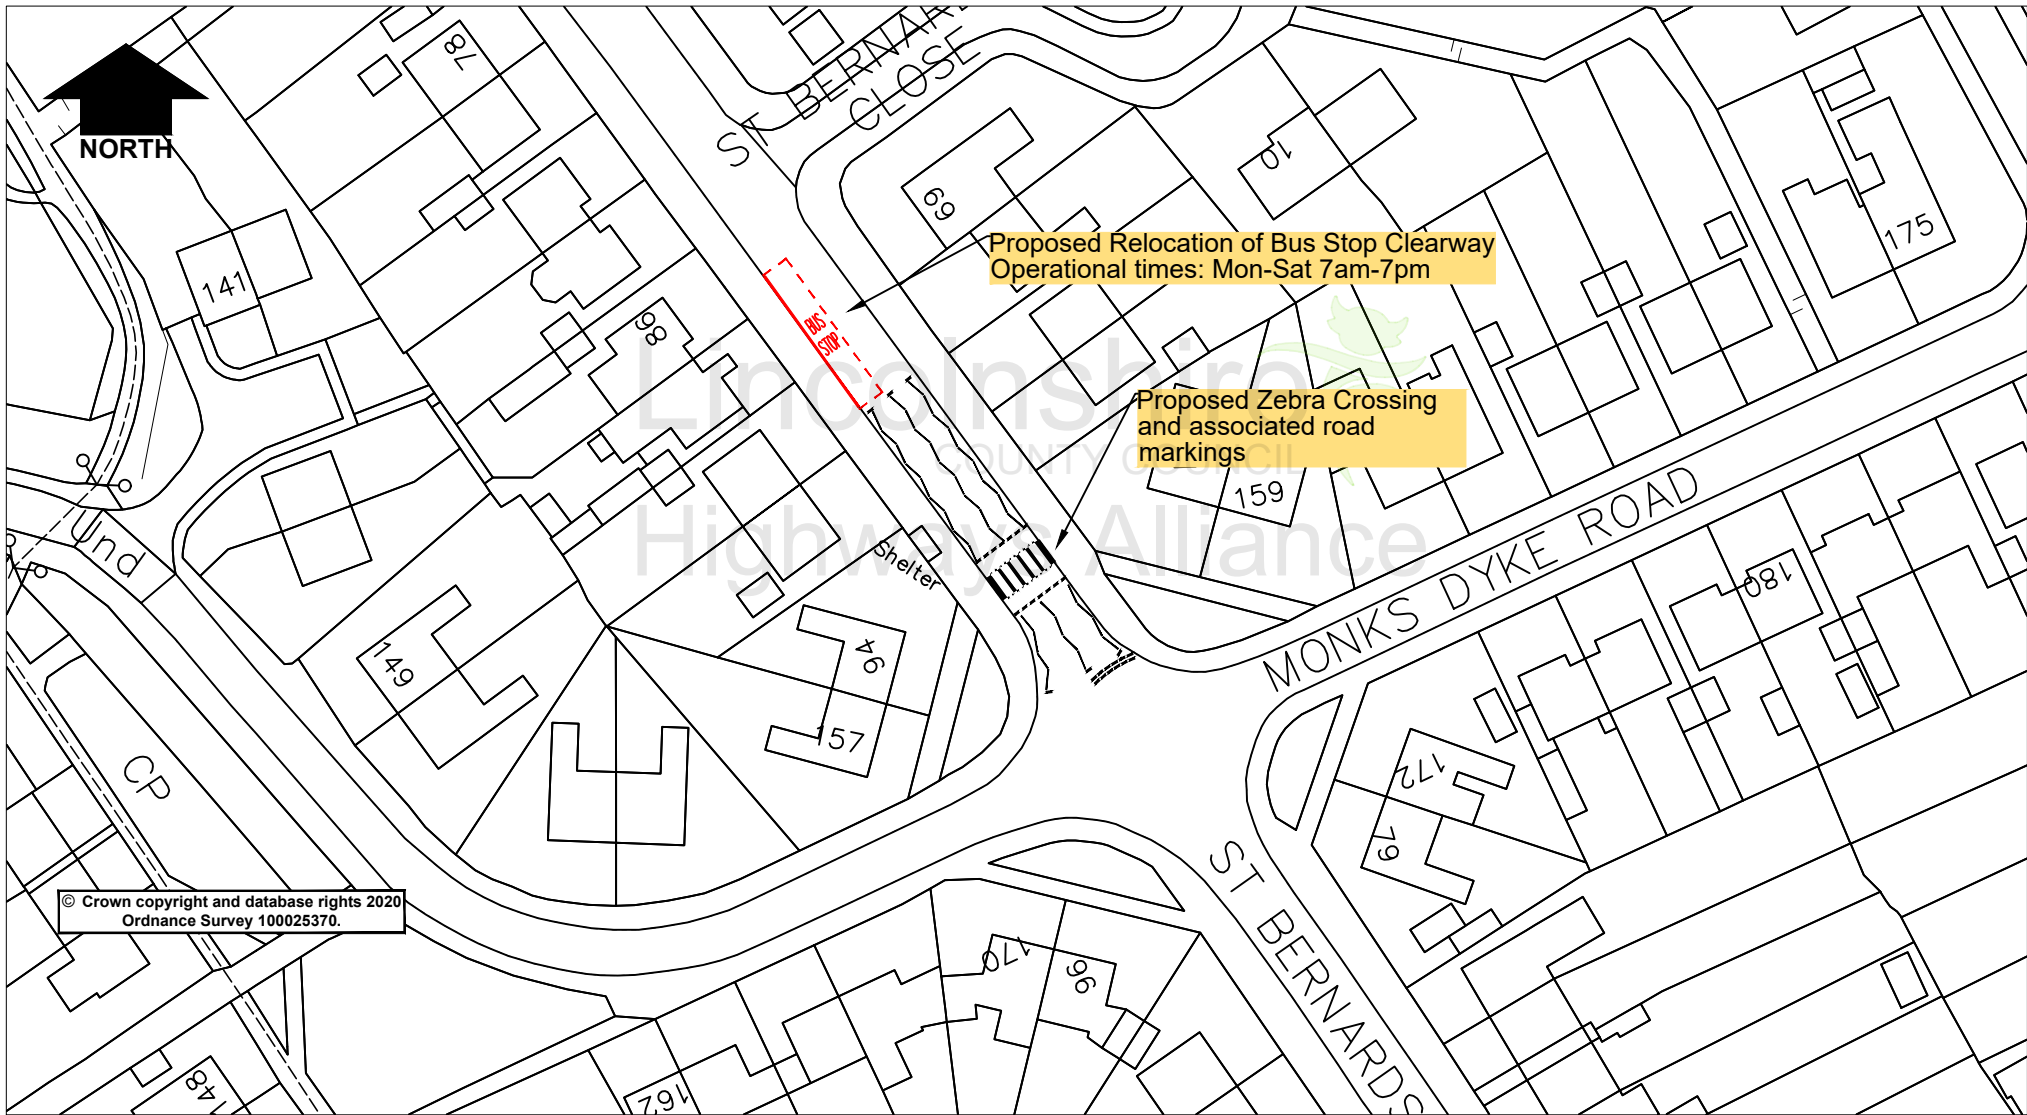 NORTH
78
ST BERNARD
CLOSE
69
10
175
141
Proposed Relocation of Bus Stop Clearway
Operational times: Mon-Sat 7am-7pm
BUS
STOP
86
Lincolnshire
COUNTY COUNCIL
Highways Alliance
Proposed Zebra Crossing
and associated road
markings
159
Und
Shelter
MONKS DYKE ROAD
180
149
94
157
CP
172
79
© Crown copyright and database rights 2020
Ordnance Survey 100025370.
ST BERNARDS
170
96
148
162